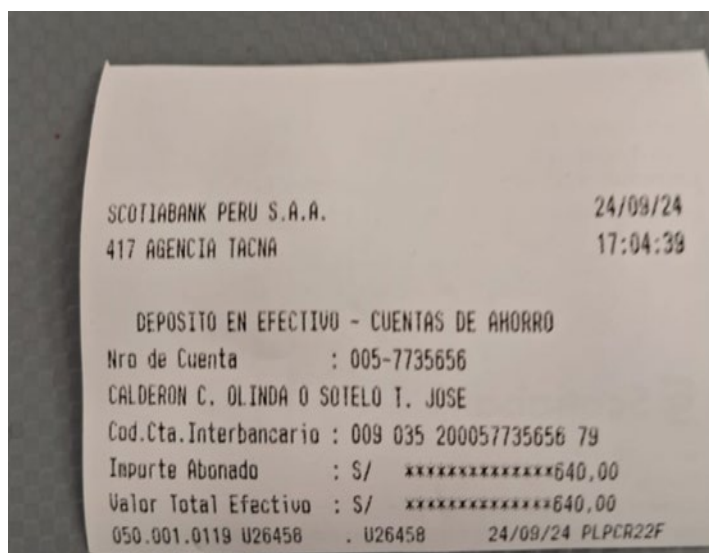 SCOTIABANK PERU S.A.A. 24/09/24
417 AGENCIA TACNA 17:04:39
DEPOSITO EN EFECTIVO - CUENTAS DE AHORRO
Nro de Cuenta : 005-7735656
CALDERON C. OLINDA O SOTELO T. JOSE
Cod.Cta.Interbancario : 009 035 200057735656 79
Importe Abonado : S/ **************640.00
Valor Total Efectivo : S/ **************640.00
050.001.0119 U26458 . U26458 24/09/24 PLPCR22F